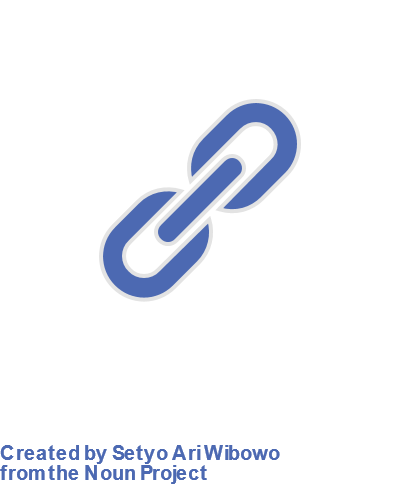 Created by Setyo Ari Wibowo
from the Noun Project